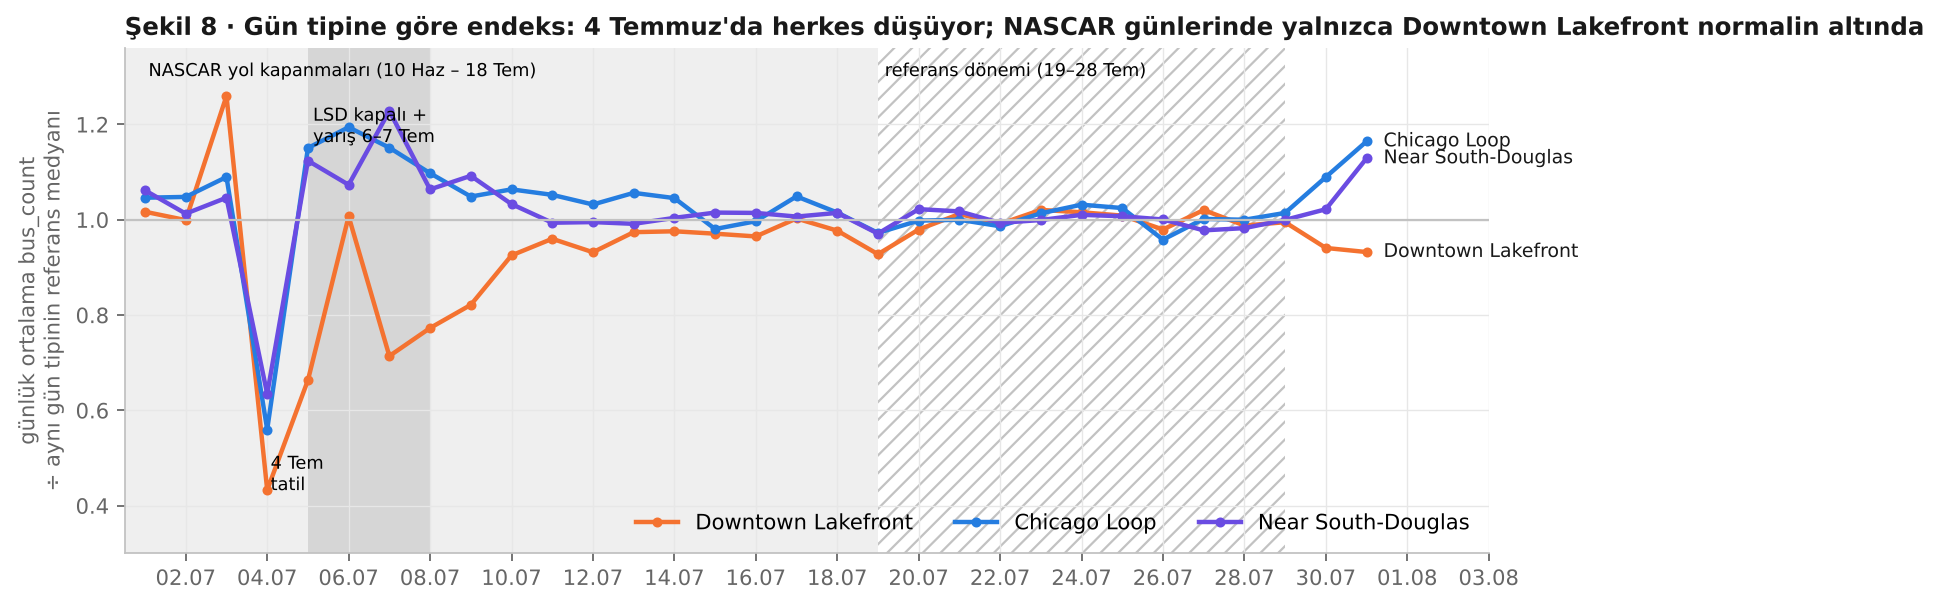 Şekil 8 · Gün tipine göre endeks: 4 Temmuz'da herkes düşüyor; NASCAR günlerinde yalnızca Downtown Lakefront normalin altında
NASCAR yol kapanmaları (10 Haz – 18 Tem)
referans dönemi (19–28 Tem)
LSD kapalı +
yarış 6–7 Tem
4 Tem
tatil
Chicago Loop
Near South-Douglas
Downtown Lakefront
günlük ortalama bus_count
÷ aynı gün tipinin referans medyanı
1.2
1.0
0.8
0.6
0.4
Downtown Lakefront
Chicago Loop
Near South-Douglas
02.07
04.07
06.07
08.07
10.07
12.07
14.07
16.07
18.07
20.07
22.07
24.07
26.07
28.07
30.07
01.08
03.08